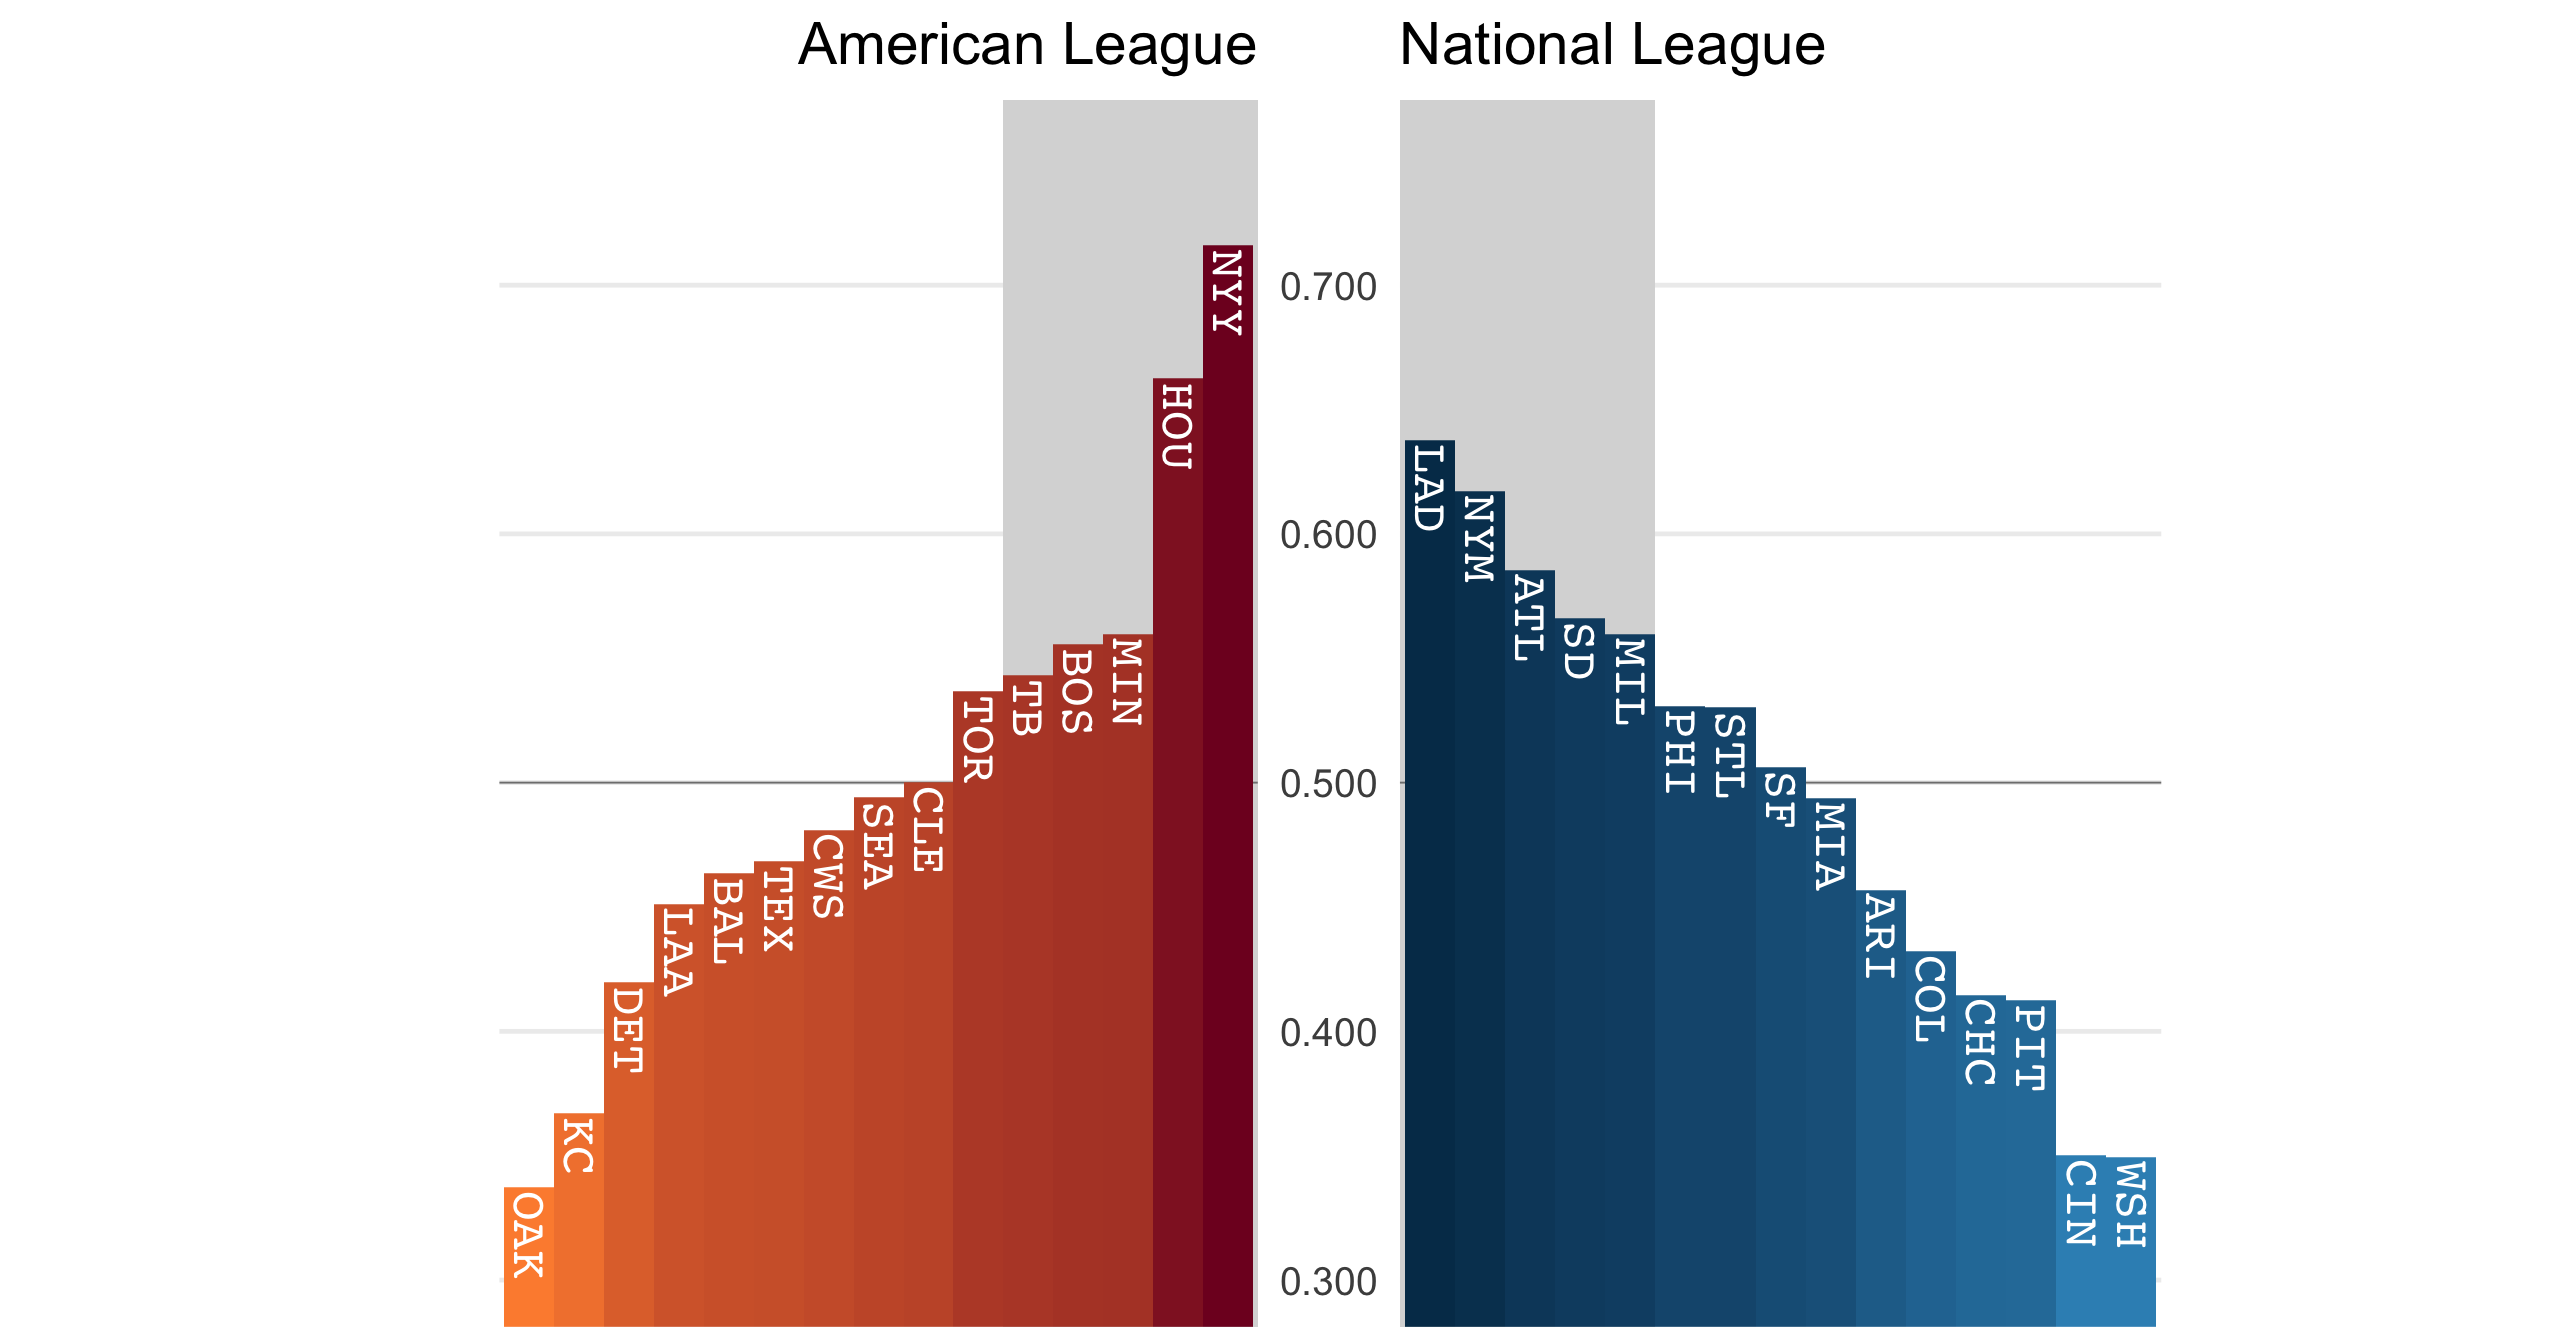 American League
National League
0.700
0.600
0.500
0.400
0.300
OAK
KC
DET
LAA
BAL
TEX
CWS
SEA
CLE
TOR
TB
BOS
MIN
HOU
NYY
LAD
NYM
ATL
SD
MIL
PHI
STL
SF
MIA
ARI
COL
CHC
PIT
CIN
WSH